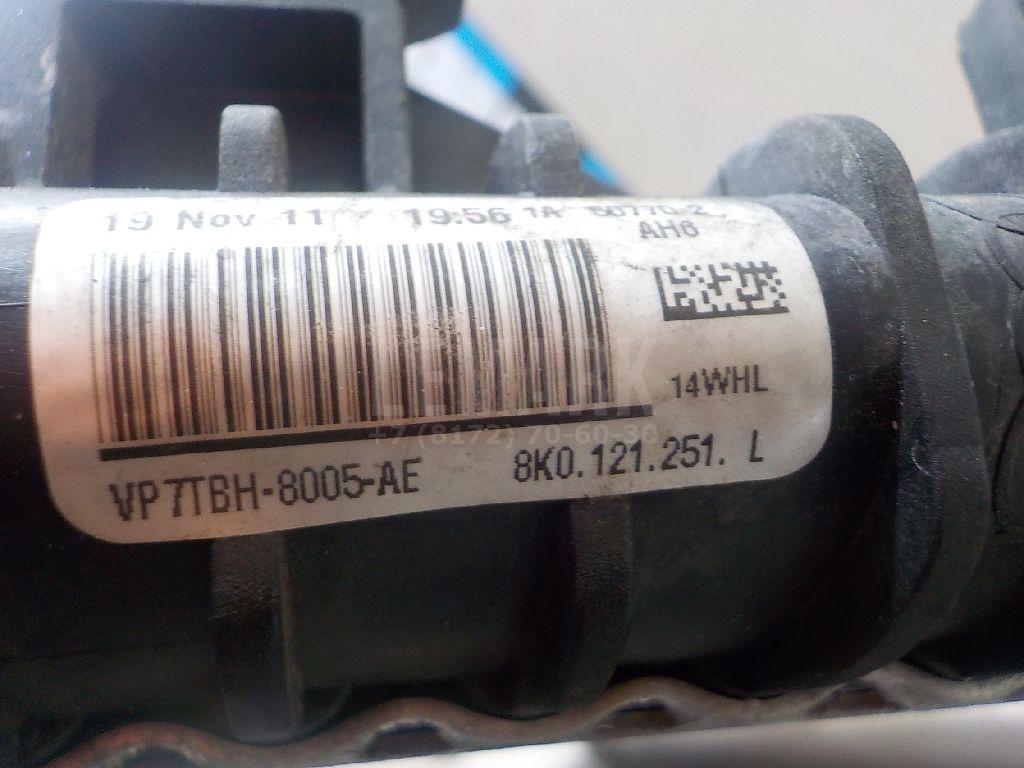 19 Nov 11 19:56 1A 50770-2
AH6
14WHL
+7 (8172) 70-60-30
VP7TBH-8005-AE 8K0.121.251. L